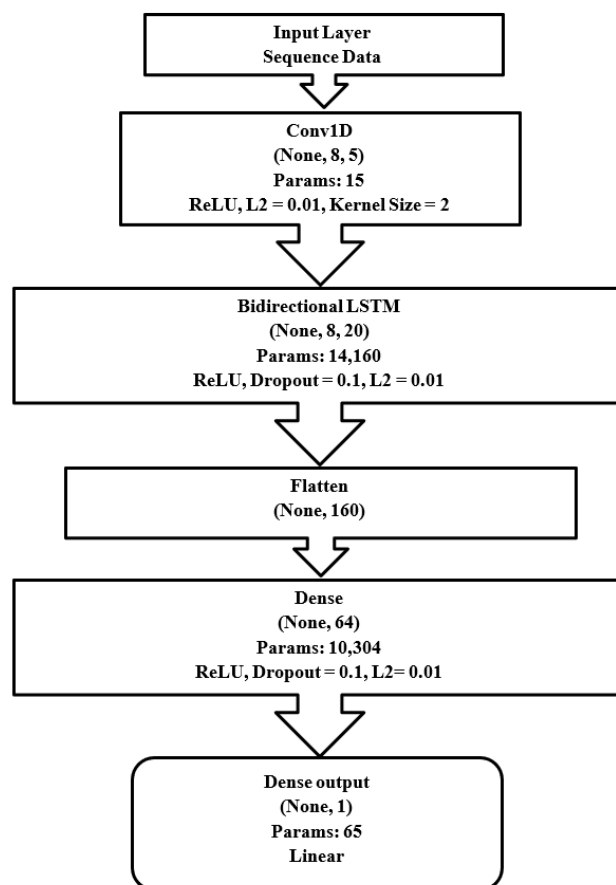 Input Layer
Sequence Data
Conv1D
(None, 8, 5)
Params: 15
ReLU, L2 = 0.01, Kernel Size = 2
Bidirectional LSTM
(None, 8, 20)
Params: 14,160
ReLU, Dropout = 0.1, L2 = 0.01
Flatten
(None, 160)
Dense
(None, 64)
Params: 10,304
ReLU, Dropout = 0.1, L2= 0.01
Dense output
(None, 1)
Params: 65
Linear